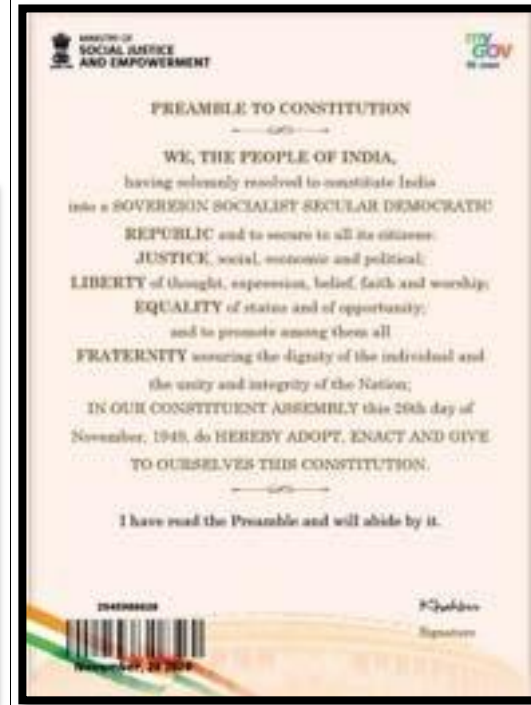 MINISTRY OF
SOCIAL JUSTICE
AND EMPOWERMENT
my
GOV
PREAMBLE TO CONSTITUTION
WE, THE PEOPLE OF INDIA,
having solemnly resolved to constitute India
into a SOVEREIGN SOCIALIST SECULAR DEMOCRATIC
REPUBLIC and to secure to all its citizens:
JUSTICE, social, economic and political;
LIBERTY of thought, expression, belief, faith and worship;
EQUALITY of status and of opportunity;
and to promote among them all
FRATERNITY assuring the dignity of the individual and
the unity and integrity of the Nation;
IN OUR CONSTITUENT ASSEMBLY this 26th day of
November, 1949, do HEREBY ADOPT, ENACT AND GIVE
TO OURSELVES THIS CONSTITUTION.
I have read the Preamble and will abide by it.
Signature
November,